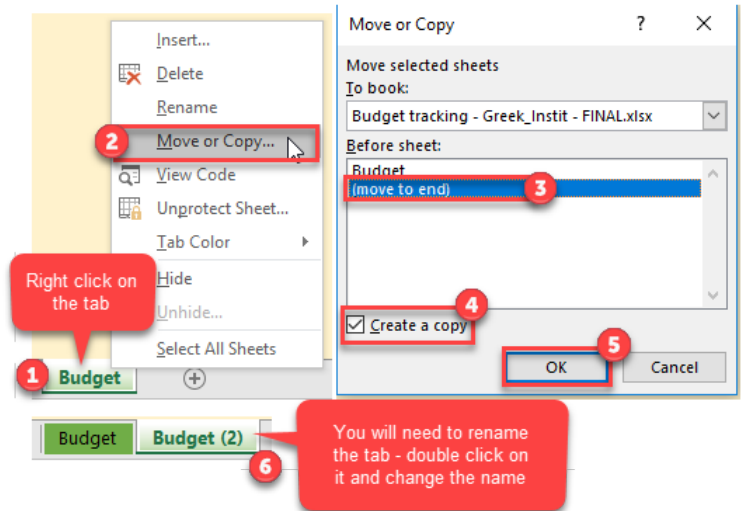 Insert...
Delete
Rename
2
Move or Copy...
View Code
Unprotect Sheet...
Tab Color
Hide
Unhide...
Select All Sheets
Right click on
the tab
1
Budget
Move or Copy
?
Move selected sheets
To book:
Budget tracking - Greek_Instit - FINAL.xlsx
Before sheet:
Budget
(move to end)
3
4
Create a copy
5
OK
Cancel
Budget
Budget (2)
6
You will need to rename
the tab - double click on
it and change the name